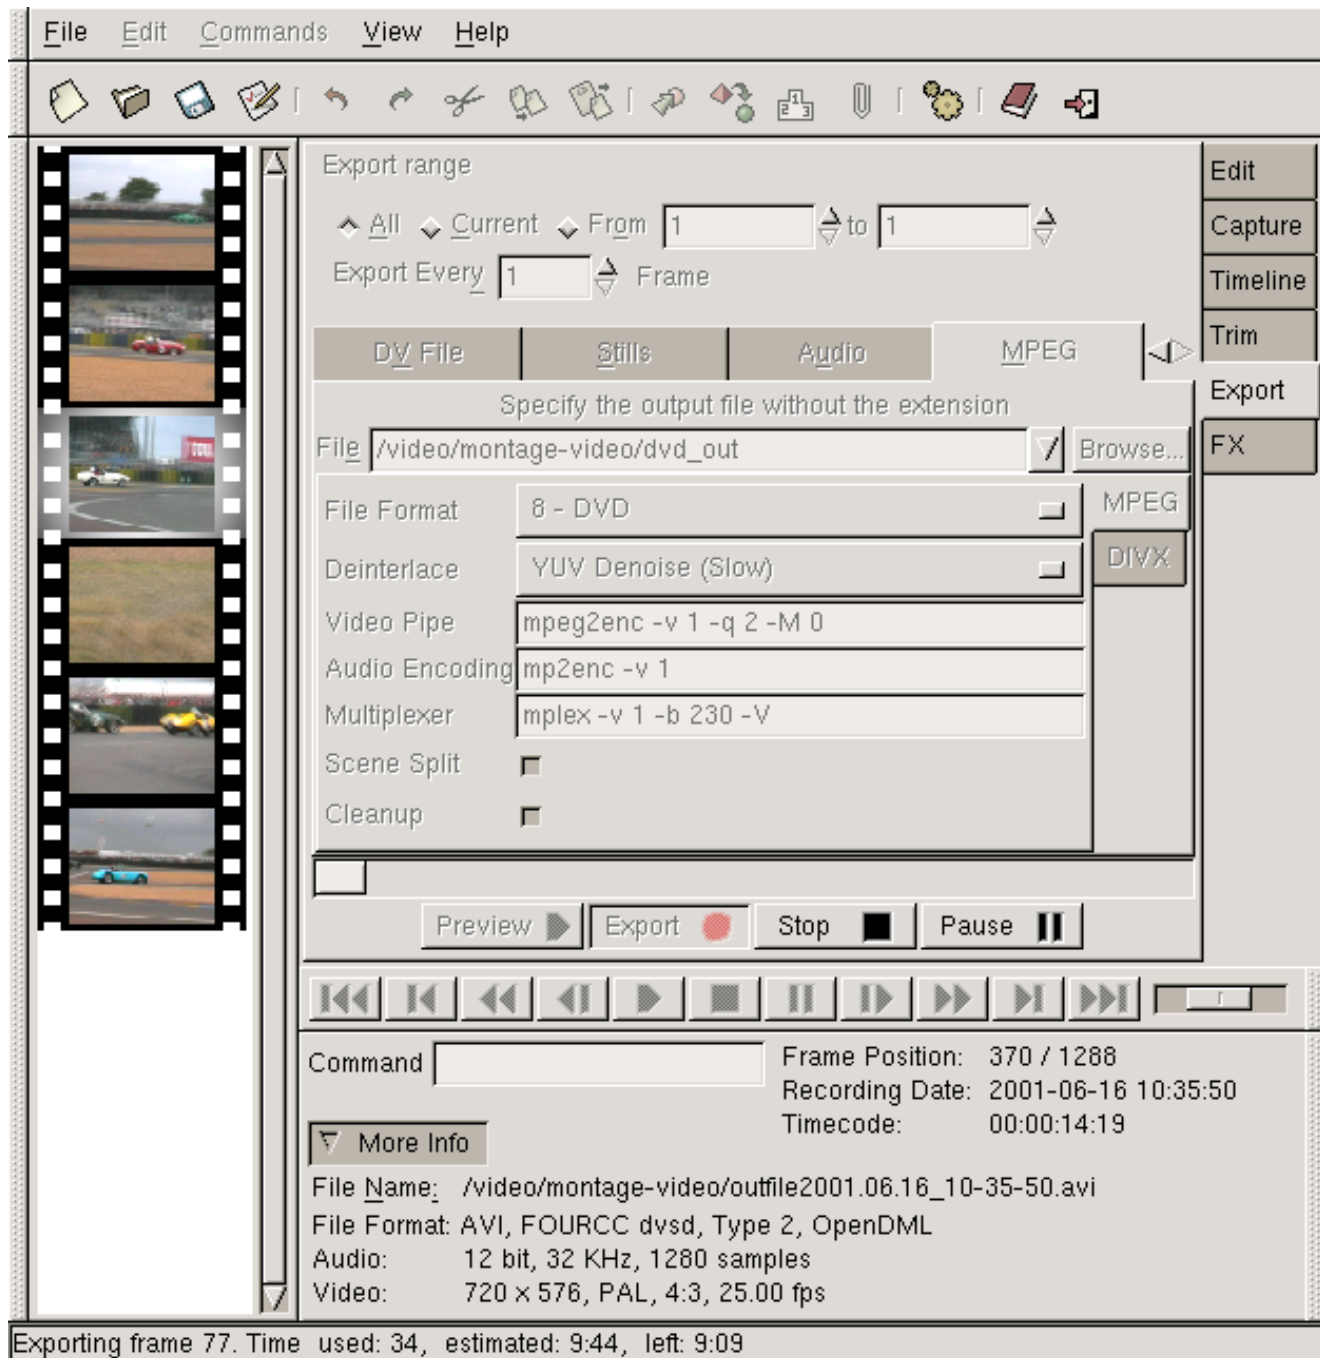 File Edit Commands View Help
Export range
All Current From 1 to 1
Export Every 1 Frame
DV File Stills Audio MPEG
Specify the output file without the extension
File /video/montage-video/dvd_out Browse...
File Format 8 - DVD
Deinterlace YUV Denoise (Slow)
Video Pipe mpeg2enc -v 1 -q 2 -M 0
Audio Encoding mp2enc -v 1
Multiplexer mplex -v 1 -b 230 -V
Scene Split
Cleanup
MPEG
DIVX
Preview Export Stop Pause
Edit
Capture
Timeline
Trim
Export
FX
Command
Frame Position: 370 / 1288
Recording Date: 2001-06-16 10:35:50
Timecode: 00:00:14:19
More Info
File Name: /video/montage-video/outfile2001.06.16_10-35-50.avi
File Format: AVI, FOURCC dvsd, Type 2, OpenDML
Audio: 12 bit, 32 KHz, 1280 samples
Video: 720 x 576, PAL, 4:3, 25.00 fps
Exporting frame 77. Time used: 34, estimated: 9:44, left: 9:09